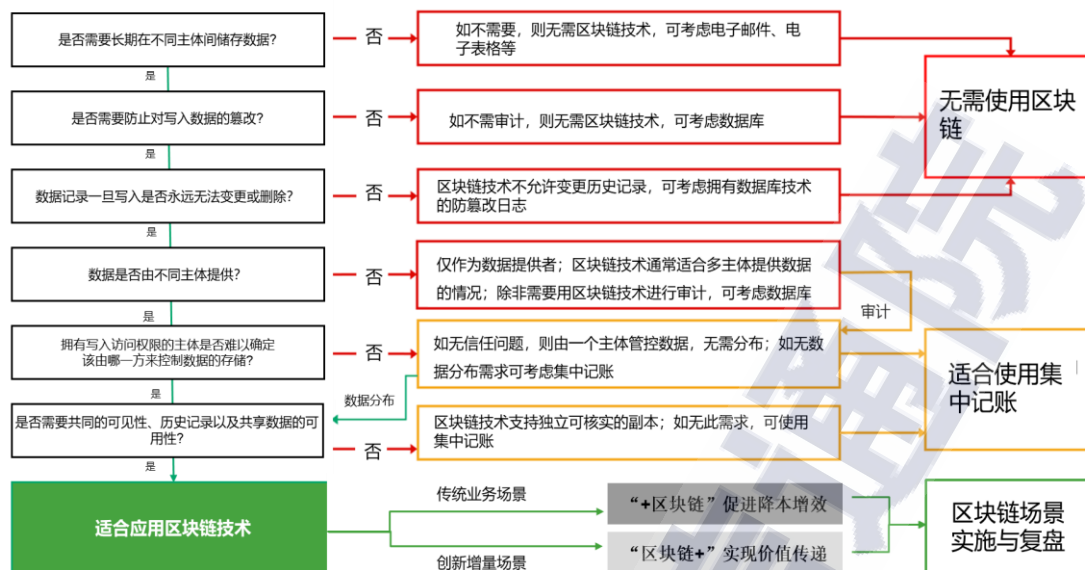 是否需要长期在不同主体间储存数据？
否
如不需要，则无需区块链技术，可考虑电子邮件、电
子表格等
是
无需使用区块
链
是否需要防止对写入数据的篡改？
否
如不需审计，则无需区块链技术，可考虑数据库
是
数据记录一旦写入是否永远无法变更或删除？
否
区块链技术不允许变更历史记录，可考虑拥有数据库技术
的防篡改日志
是
数据是否由不同主体提供？
否
仅作为数据提供者；区块链技术通常适合多主体提供数据
的情况；除非需要用区块链技术进行审计，可考虑数据库
审计
是
拥有写入访问权限的主体是否难以确定
该由哪一方来控制数据的存储？
否
如无信任问题，则由一个主体管控数据，无需分布；如无数
据分布需求可考虑集中记账
适合使用集
中记账
数据分布
是
是否需要共同的可见性、历史记录以及共享数据的可
用性？
否
区块链技术支持独立可核实的副本；如无此需求，可使用
集中记账
是
适合应用区块链技术
传统业务场景
“+区块链”促进降本增效
创新增量场景
“区块链+”实现价值传递
区块链场景
实施与复盘
通院